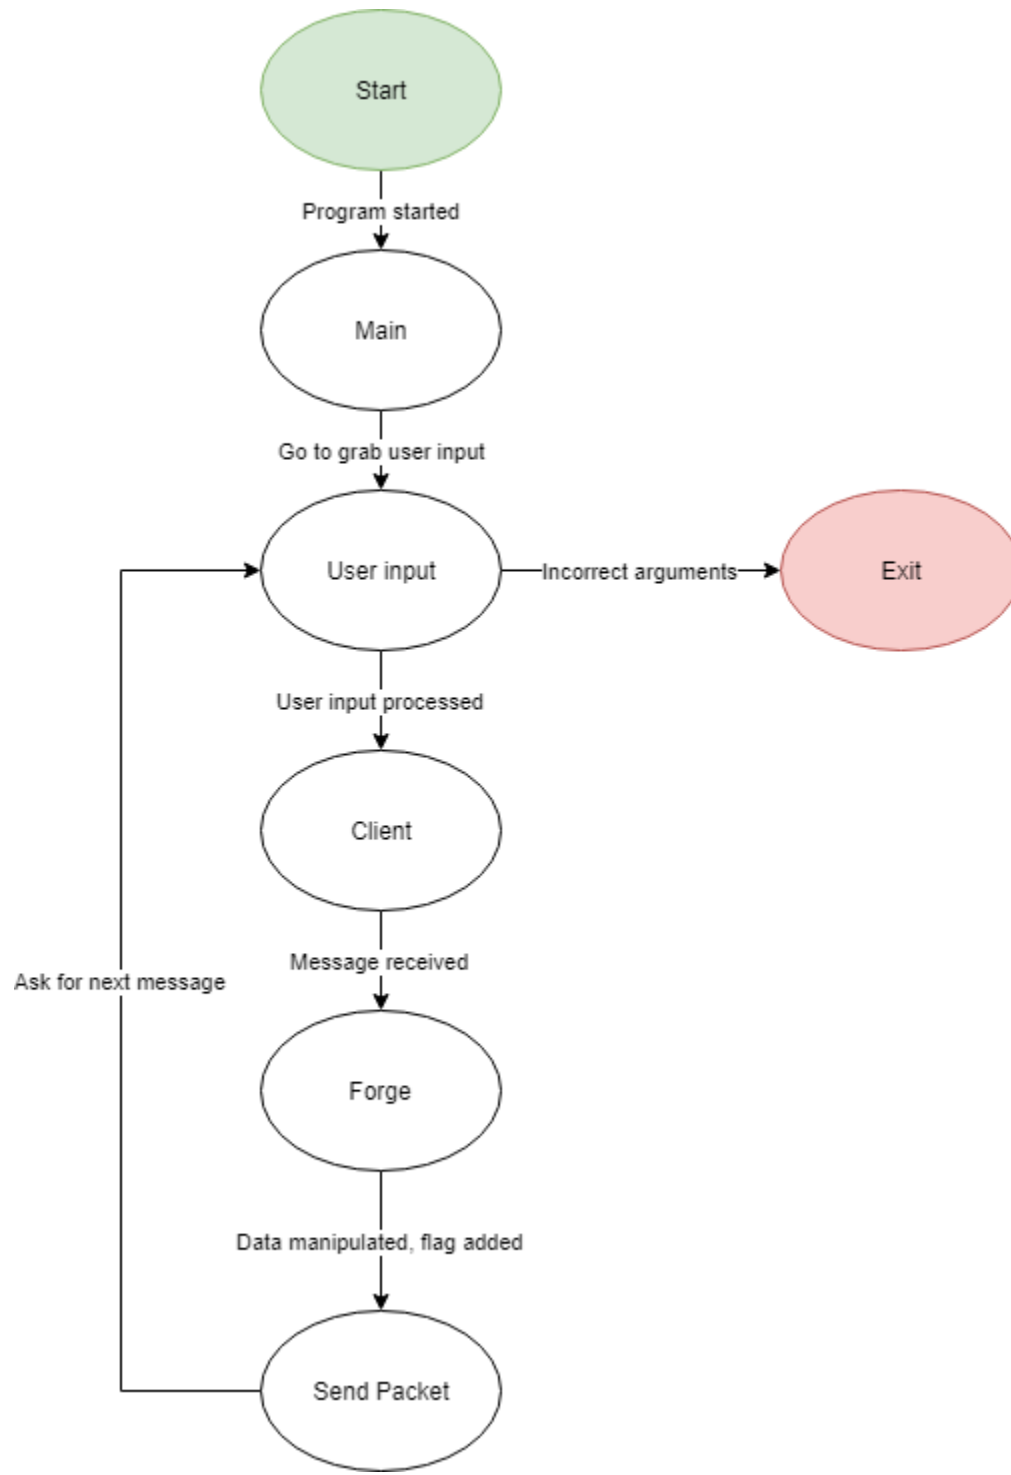 Start
Program started
Main
Go to grab user input
User input
Incorrect arguments
Exit
User input processed
Client
Message received
Ask for next message
Forge
Data manipulated, flag added
Send Packet